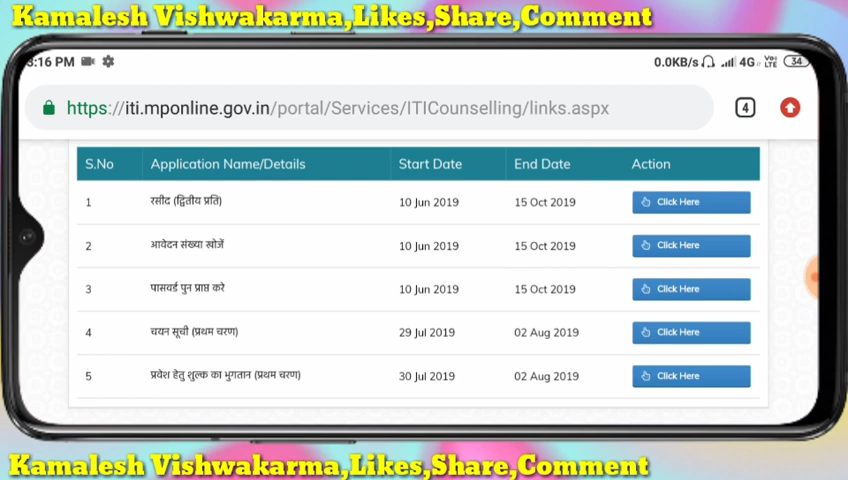 Kamalesh Vishwakarma,Likes,Share,Comment
3:16 PM 0.0KB/s 4G Vo) LTE 34
https://iti.mponline.gov.in/portal/Services/ITICounselling/links.aspx 4
S.No Application Name/Details Start Date End Date Action
1 रसीद (द्वितीय प्रति) 10 Jun 2019 15 Oct 2019 Click Here
2 आवेदन संख्या खोजें 10 Jun 2019 15 Oct 2019 Click Here
3 पासवर्ड पुन प्राप्त करे 10 Jun 2019 15 Oct 2019 Click Here
4 चयन सूची (प्रथम चरण) 29 Jul 2019 02 Aug 2019 Click Here
5 प्रवेश हेतु शुल्क का भुगतान (प्रथम चरण) 30 Jul 2019 02 Aug 2019 Click Here
Kamalesh Vishwakarma,Likes,Share,Comment